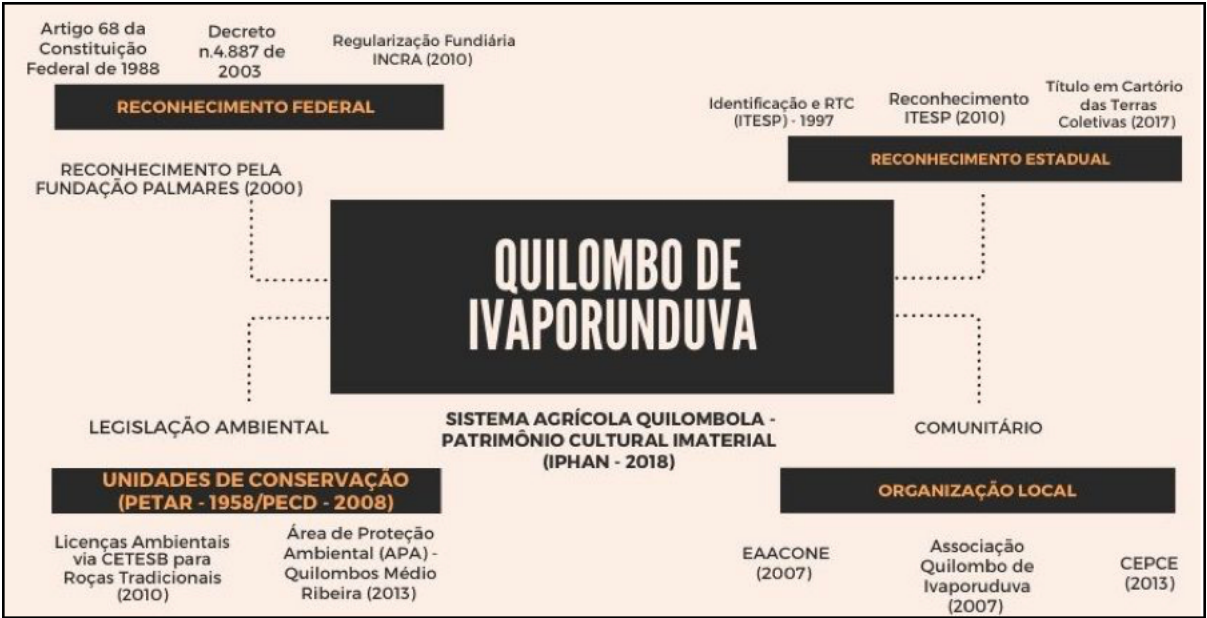 Artigo 68 da
Constituição
Federal de 1988
Decreto
n.4.887 de
2003
Regularização Fundiária
INCRA (2010)
RECONHECIMENTO FEDERAL
RECONHECIMENTO PELA
FUNDAÇÃO PALMARES (2000)
Identificação e RTC
(ITESP) - 1997
Reconhecimento
ITESP (2010)
Título em Cartório
das Terras
Coletivas (2017)
RECONHECIMENTO ESTADUAL
QUILOMBO DE
IVAPORUNDUVA
SISTEMA AGRÍCOLA QUILOMBOLA -
PATRIMÔNIO CULTURAL IMATERIAL
(IPHAN - 2018)
LEGISLAÇÃO AMBIENTAL
UNIDADES DE CONSERVAÇÃO
(PETAR - 1958/PECD - 2008)
Licenças Ambientais
via CETESB para
Roças Tradicionais
(2010)
Área de Proteção
Ambiental (APA) -
Quilombos Médio
Ribeira (2013)
COMUNITÁRIO
ORGANIZAÇÃO LOCAL
EAACONE
(2007)
Associação
Quilombo de
Ivaporuduva
(2007)
CEPCE
(2013)